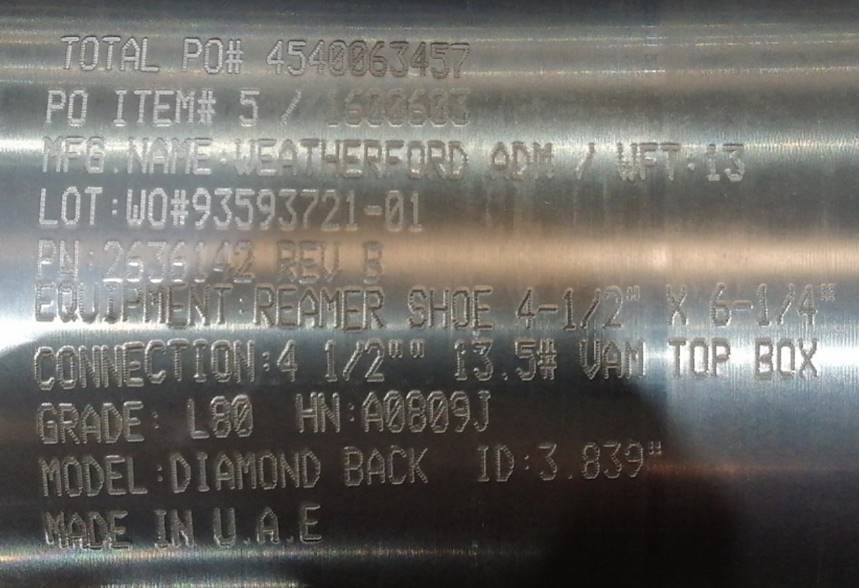 TOTAL PO# 4540063457
PO ITEM# 5 / 1600603
MFG.NAME:WEATHERFORD ADM / WFT:13
LOT:WO#93593721-01
PN:2636142 REV B
EQUIPMENT:REAMER SHOE 4-1/2" X 6-1/4"
CONNECTION:4 1/2"" 13.5# VAM TOP BOX
GRADE: L80 HN:A0809J
MODEL:DIAMOND BACK ID:3.839"
MADE IN U.A.E